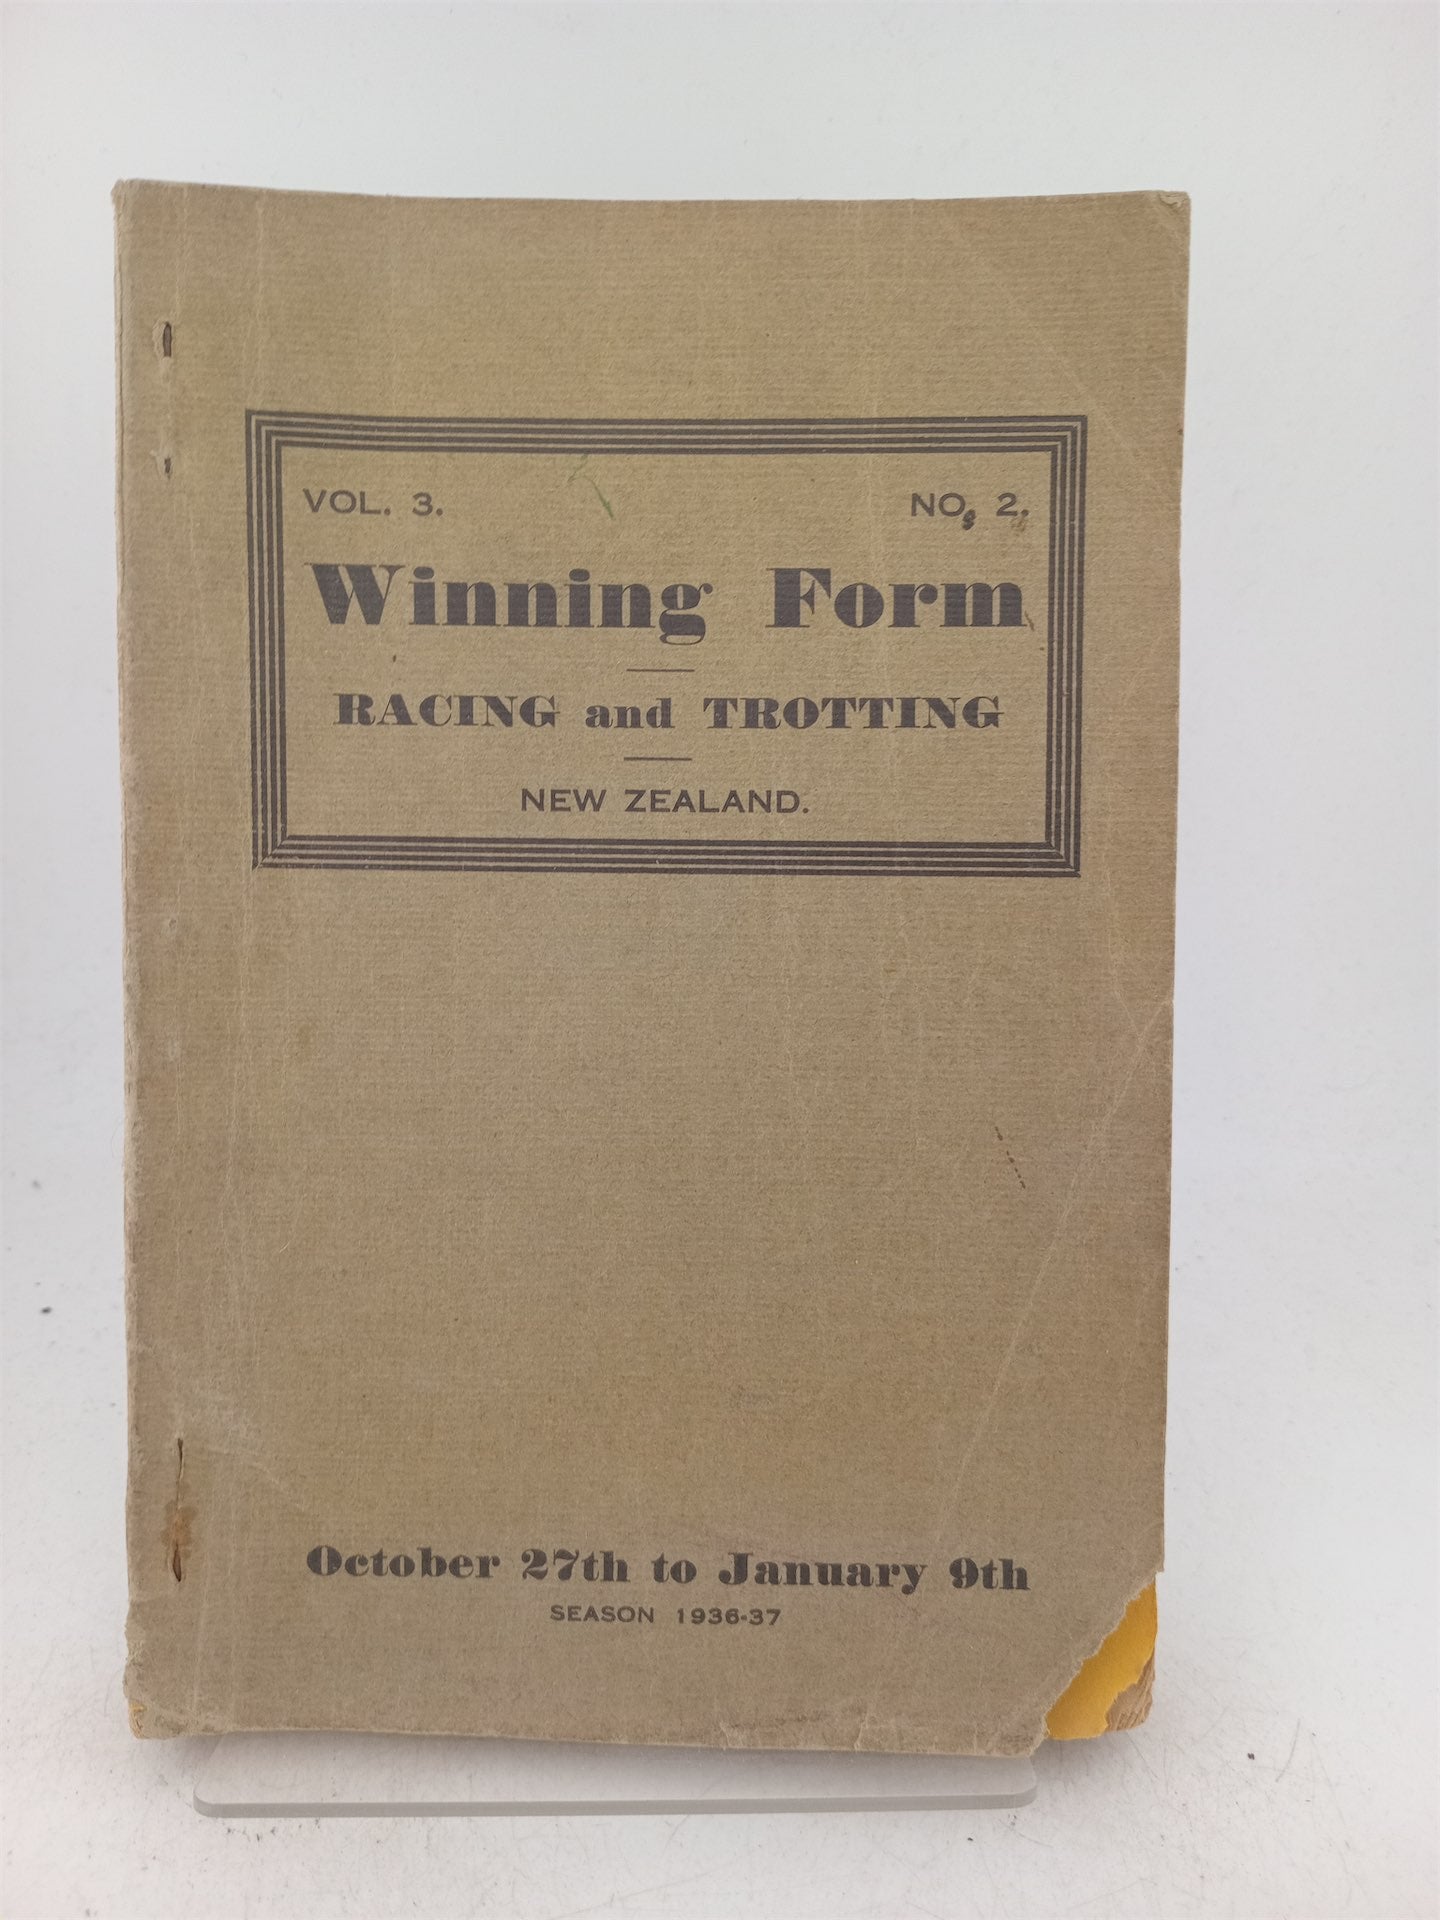 VOL. 3. NO. 2.
Winning Form
RACING and TROTTING
NEW ZEALAND.
October 27th to January 9th
SEASON 1936-37